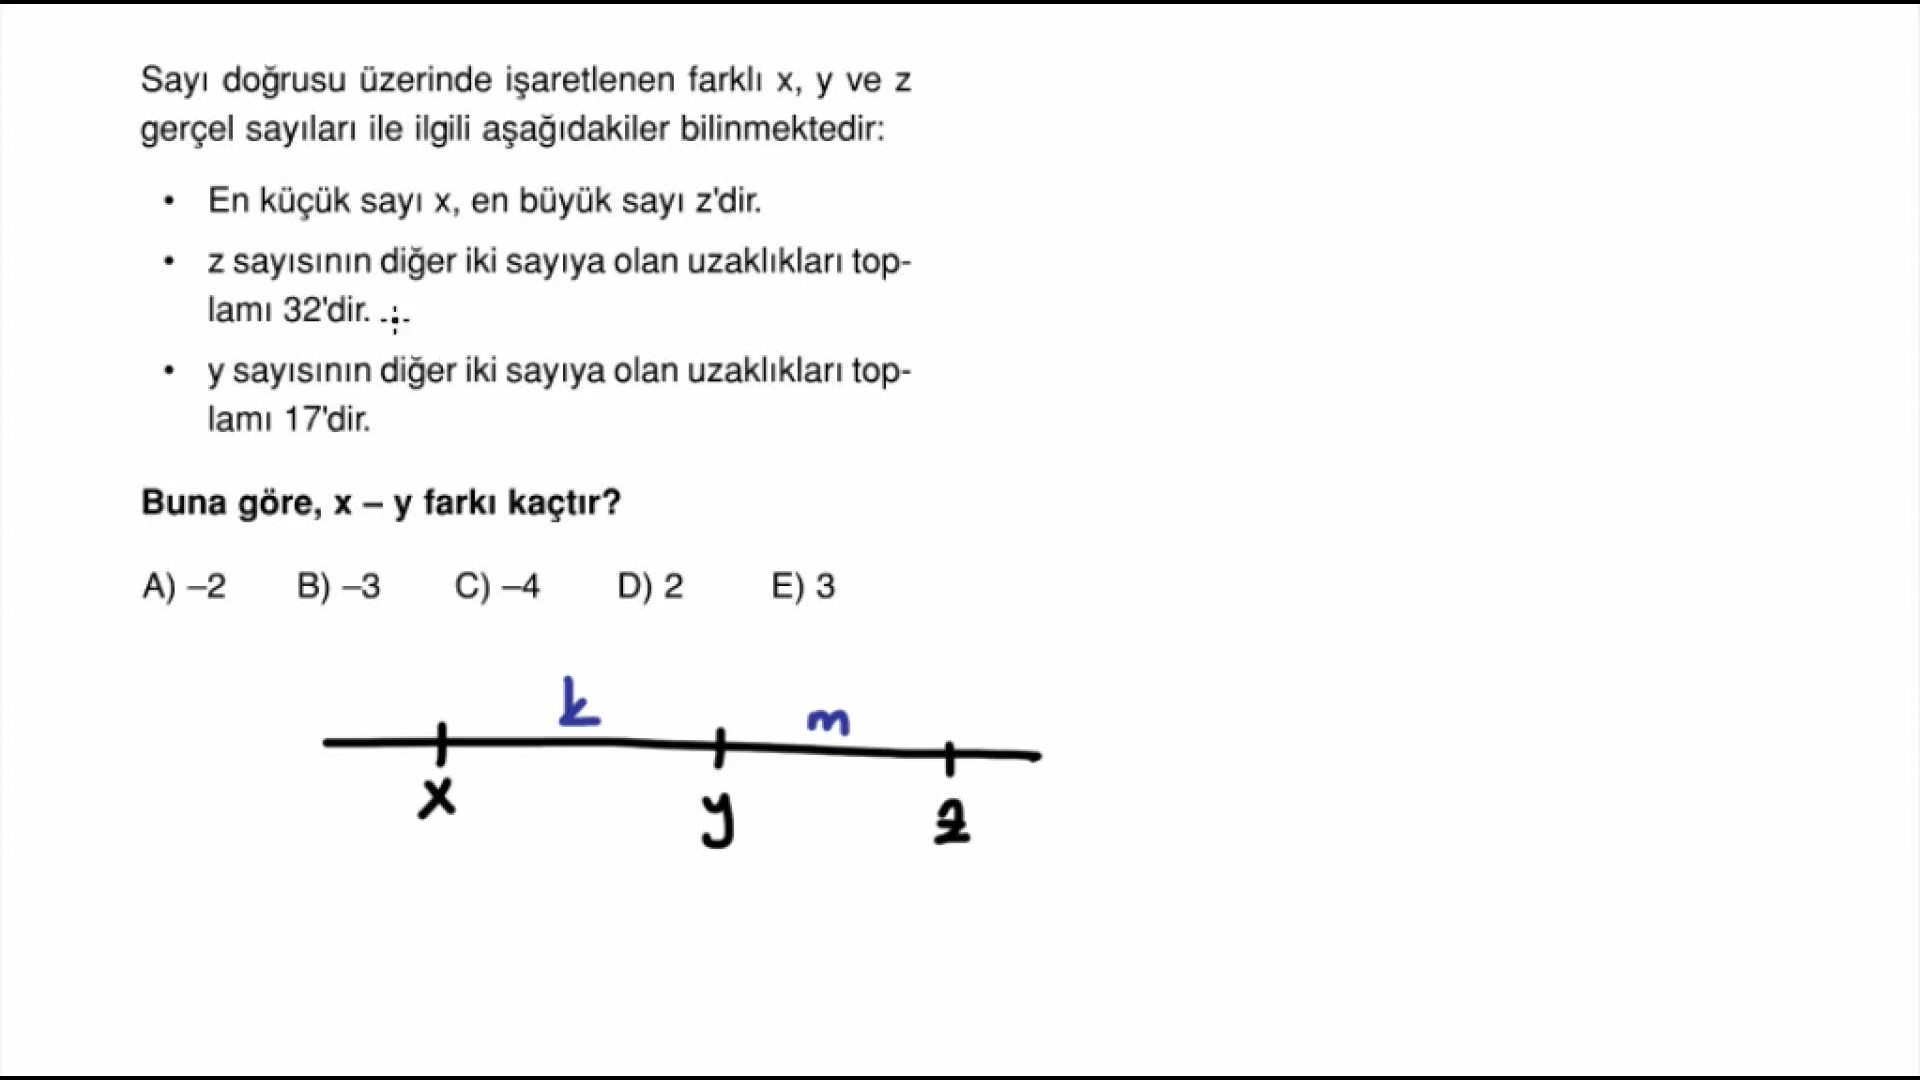 Sayı doğrusu üzerinde işaretlenen farklı x, y ve z
gerçel sayıları ile ilgili aşağıdakiler bilinmektedir:
• En küçük sayı x, en büyük sayı z'dir.
• z sayısının diğer iki sayıya olan uzaklıkları top-
lamı 32'dir.
• y sayısının diğer iki sayıya olan uzaklıkları top-
lamı 17'dir.
Buna göre, x – y farkı kaçtır?
A) –2 B) –3 C) –4 D) 2 E) 3
k m
x y z